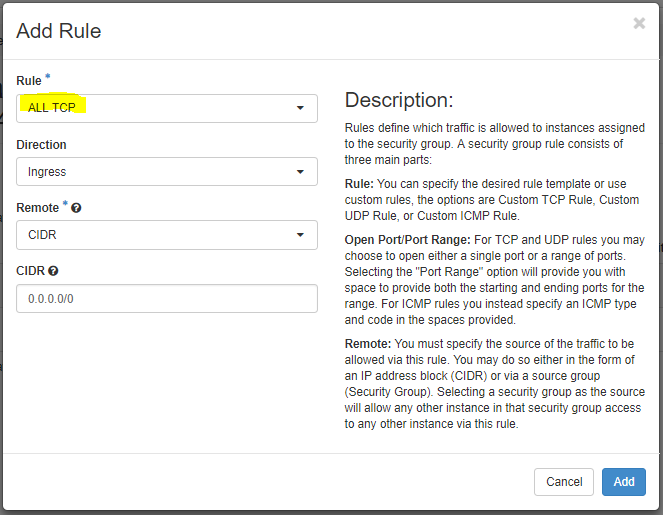 Add Rule
×
Rule *
ALL TCP
Direction
Ingress
Remote * ?
CIDR
CIDR ?
0.0.0.0/0
Description:
Rules define which traffic is allowed to instances assigned
to the security group. A security group rule consists of
three main parts:
Rule: You can specify the desired rule template or use
custom rules, the options are Custom TCP Rule, Custom
UDP Rule, or Custom ICMP Rule.
Open Port/Port Range: For TCP and UDP rules you may
choose to open either a single port or a range of ports.
Selecting the "Port Range" option will provide you with
space to provide both the starting and ending ports for the
range. For ICMP rules you instead specify an ICMP type
and code in the spaces provided.
Remote: You must specify the source of the traffic to be
allowed via this rule. You may do so either in the form of
an IP address block (CIDR) or via a source group
(Security Group). Selecting a security group as the source
will allow any other instance in that security group access
to any other instance via this rule.
Cancel
Add